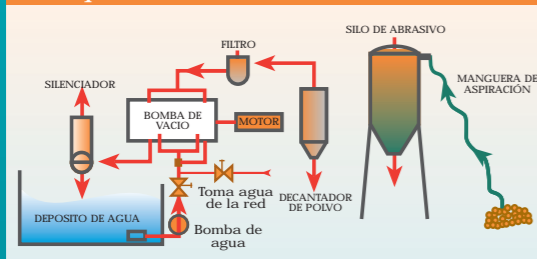 SILO DE ABRASIVO
FILTRO
SILENCIADOR
MANGUERA DE
ASPIRACIÓN
BOMBA DE
VACIO
MOTOR
Toma agua
de la red
DECANTADOR
DE POLVO
DEPOSITO DE AGUA
Bomba de
agua